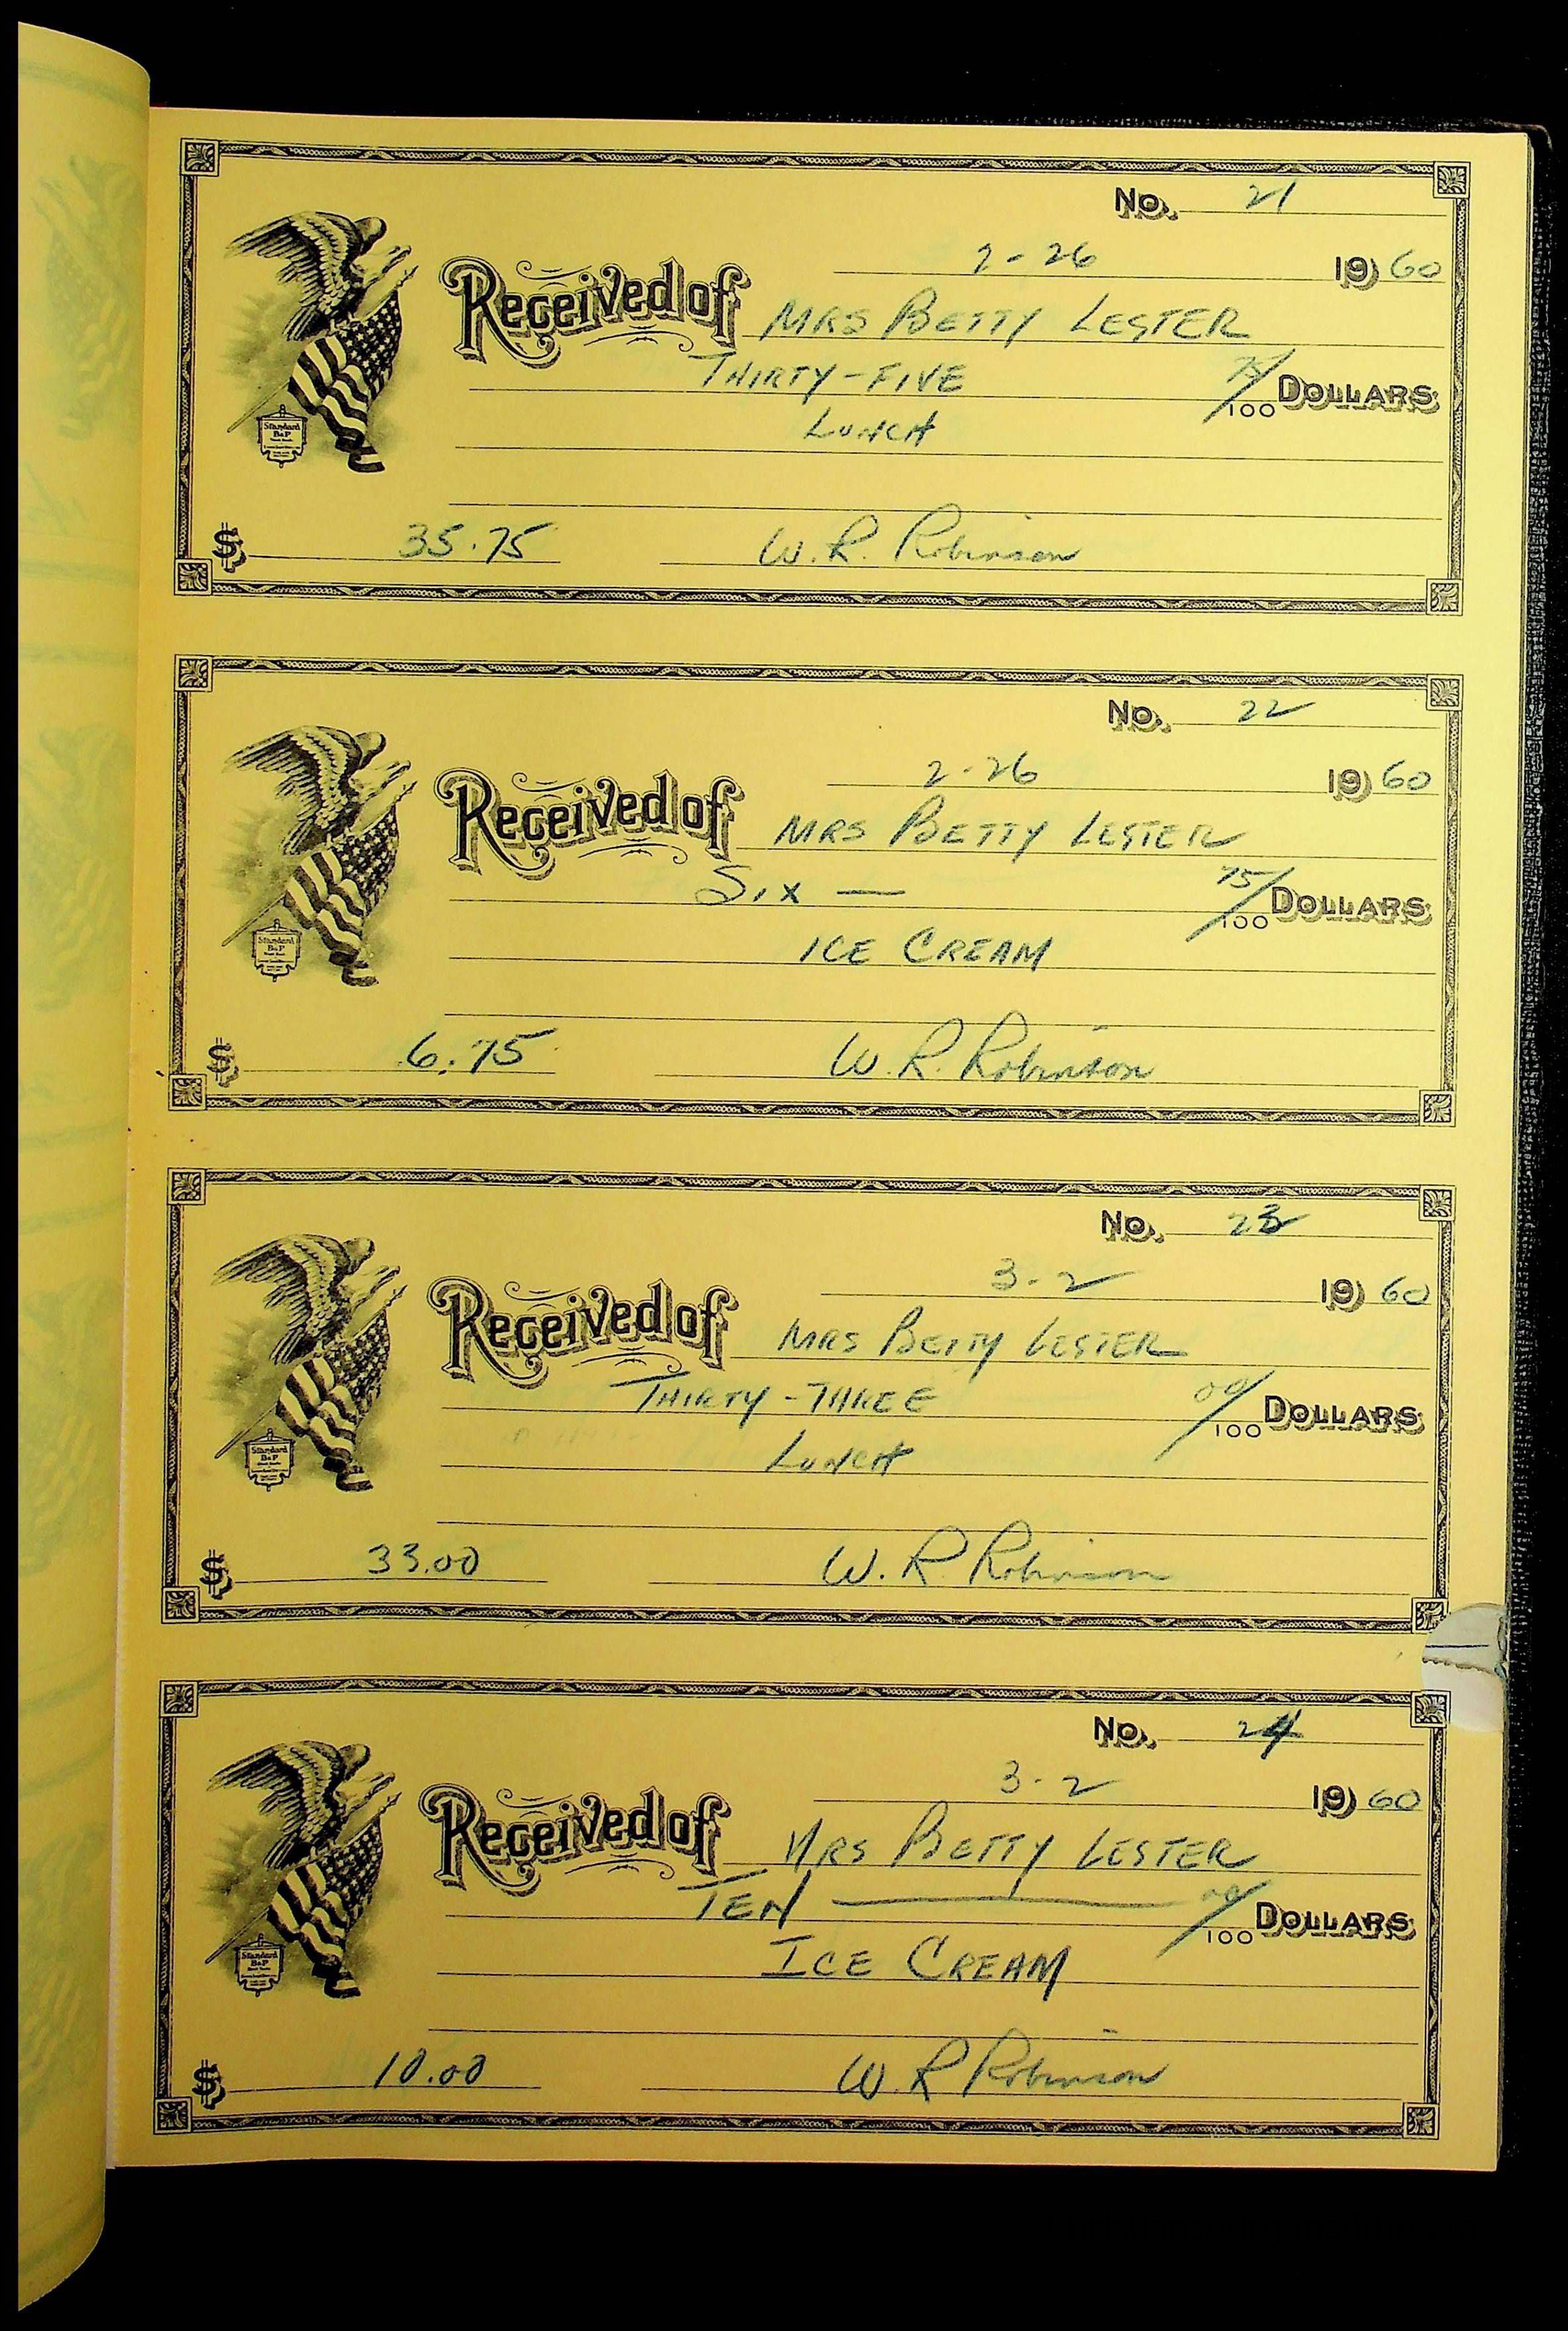 No. 21
2-26 1960
Received of MRS BETTY LESTER
THIRTY-FIVE 75/100 DOLLARS
LUNCH
Standard
B&P
$ 35.75 W. R. Robinson
No. 22
2-26 1960
Received of MRS BETTY LESTER
SIX — 75/100 DOLLARS
ICE CREAM
Standard
B&P
$ 6.75 W. R. Robinson
No. 23
3-2 1960
Received of MRS BETTY LESTER
THIRTY-THREE 00/100 DOLLARS
LUNCH
Standard
B&P
$ 33.00 W. R Robinson
No. 24
3-2 1960
Received of MRS BETTY LESTER
TEN — 00/100 DOLLARS
ICE CREAM
Standard
B&P
$ 10.00 W. R Robinson